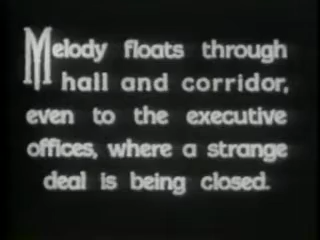 Melody floats through
hall and corridor,
even to the executive
offices, where a strange
deal is being closed.